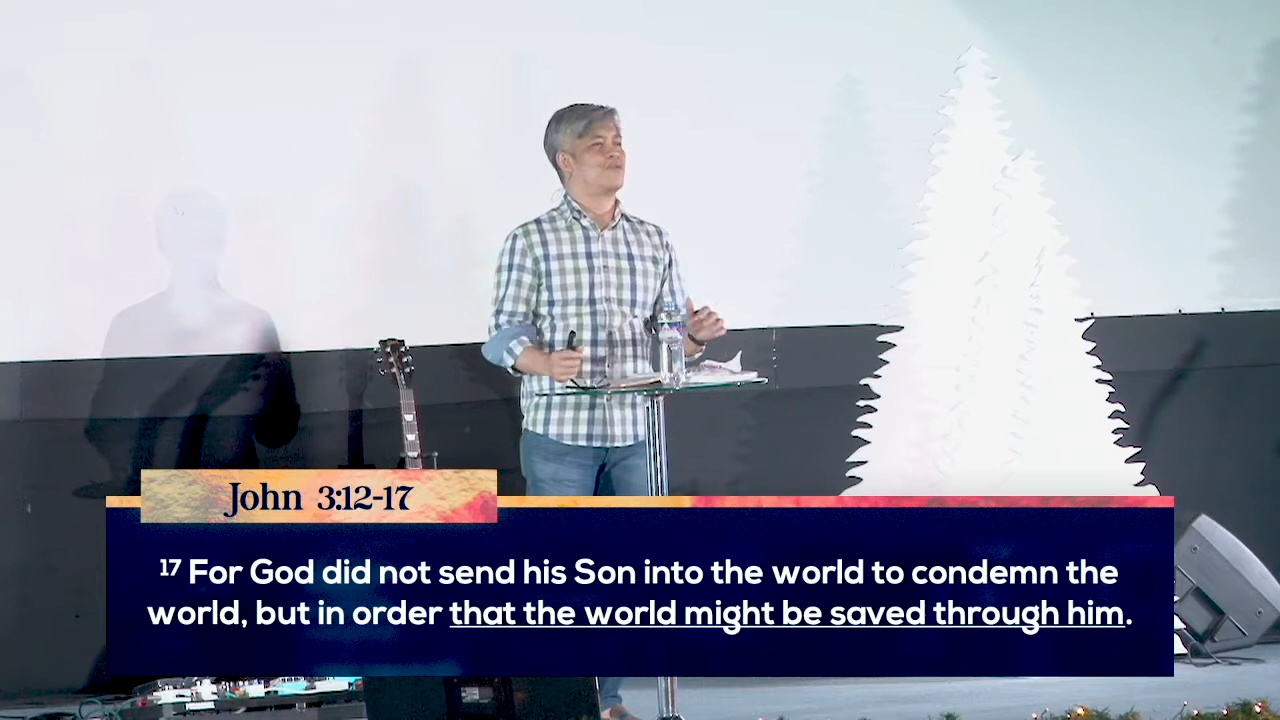 John 3:12-17
17 For God did not send his Son into the world to condemn the
world, but in order that the world might be saved through him.